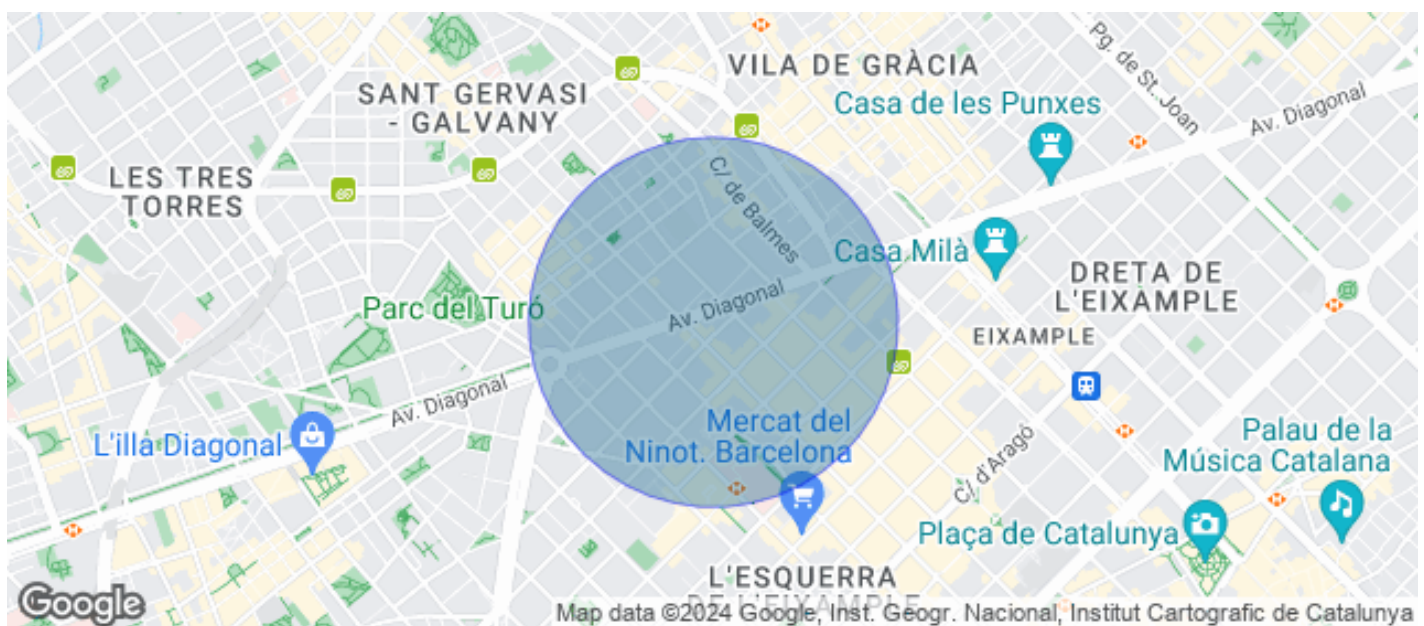 VILA DE GRÀCIA
Pg. de St. Joan
Casa de les Punxes
Av. Diagonal
SANT GERVASI
- GALVANY
LES TRES
TORRES
C/ de Balmes
Casa Milà
DRETA DE
L'EIXAMPLE
Parc del Turó
Av. Diagonal
EIXAMPLE
Av. Diagonal
Mercat del
Ninot. Barcelona
L'illa Diagonal
C/ d'Aragó
Palau de la
Música Catalana
Plaça de Catalunya
L'ESQUERRA
DE L'EIXAMPLE
Google
Map data ©2024 Google, Inst. Geogr. Nacional, Institut Cartografic de Catalunya